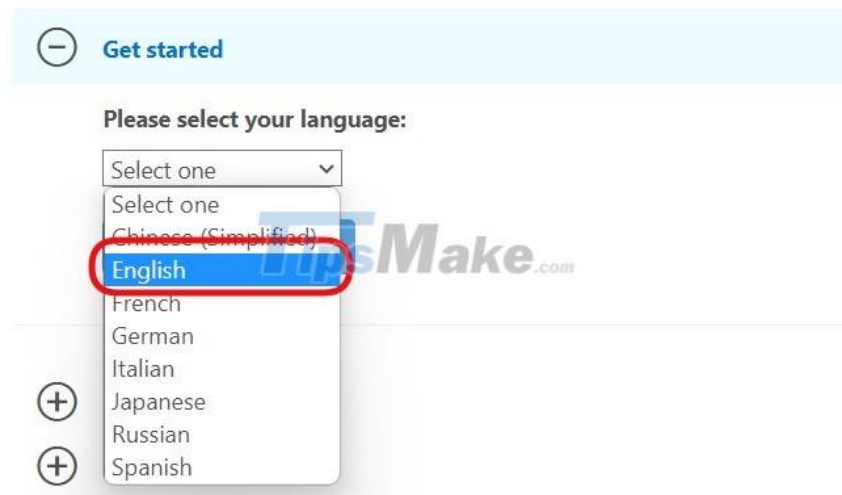 Get started
Please select your language:
Select one
Select one
Chinese (Simplified)
English
French
German
Italian
Japanese
Russian
Spanish
TipsMake.com